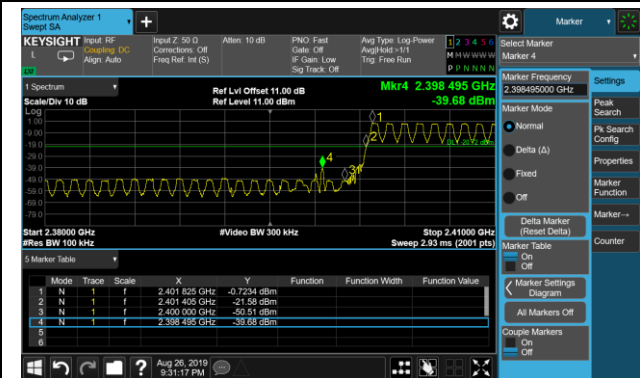 Spectrum Analyzer 1
Swept SA
+
Marker
KEYSIGHT
L
Input: RF
Coupling: DC
Align: Auto
Input Z: 50 Ω
Corrections: Off
Freq Ref: Int (S)
Atten: 10 dB
PNO: Fast
Gate: Off
IF Gain: Low
Sig Track: Off
Avg Type: Log-Power
Avg|Hold:>1/1
Trig: Free Run
1 2 3 4 5 6
M W W W W W
P P N N N N
Select Marker
Marker 4
1 Spectrum
Scale/Div 10 dB
Log
Ref Lvl Offset 11.00 dB
Ref Level 11.00 dBm
Mkr4 2.398 495 GHz
-39.68 dBm
1.00
-9.00
-19.0
-29.0
-39.0
-49.0
-59.0
-69.0
-79.0
1
2
3
4
Start 2.38000 GHz
#Res BW 100 kHz
#Video BW 300 kHz
Stop 2.41000 GHz
Sweep 2.93 ms (2001 pts)
5 Marker Table
Mode Trace Scale X Y Function Function Width Function Value
1 N 1 f 2.401 825 GHz -0.7234 dBm
2 N 1 f 2.401 405 GHz -21.58 dBm
3 N 1 f 2.400 000 GHz -50.51 dBm
4 N 1 f 2.398 495 GHz -39.68 dBm
5
6
Marker Frequency
2.398495000 GHz
Marker Mode
Normal
Delta (Δ)
Fixed
Off
Delta Marker
(Reset Delta)
Marker Table
On
Off
Marker Settings
Diagram
All Markers Off
Couple Markers
On
Off
Settings
Peak
Search
Pk Search
Config
Properties
Marker
Function
Marker→
Counter
?
Aug 26, 2019
9:31:17 PM